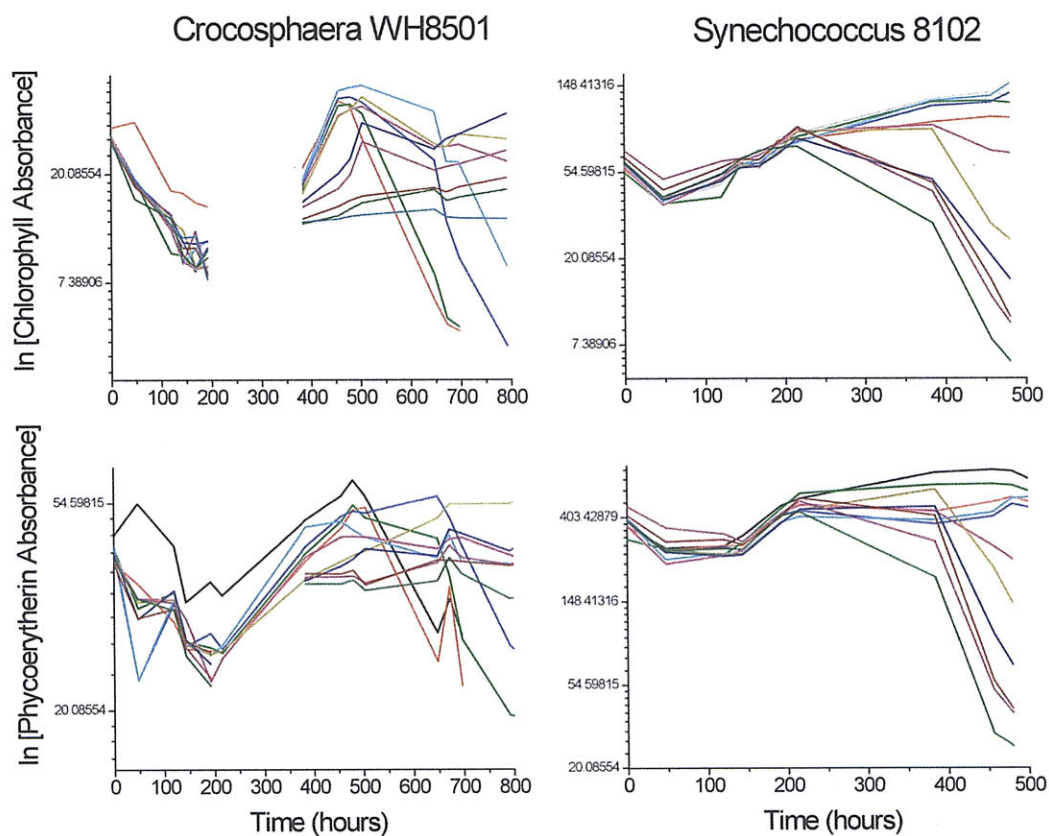 Crocosphaera WH8501
Synechococcus 8102
ln [Chlorophyll Absorbance]
20 08554
7 38906
0 100 200 300 400 500 600 700 800
148 41316
54 59815
20 08554
7 38906
0 100 200 300 400 500
ln [Phycoerytherin Absorbance]
54 59815
20 08554
0 100 200 300 400 500 600 700 800
Time (hours)
403 42879
148 41316
54 59815
20 08554
0 100 200 300 400 500
Time (hours)